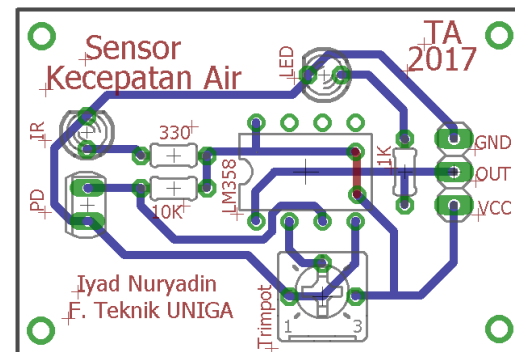 Sensor
Kecepatan Air
TA
2017
LED
IR
330
PD
10K
LM358
1K
GND
OUT
VCC
Iyad Nuryadin
F. Teknik UNIGA
Trimpot
1
3